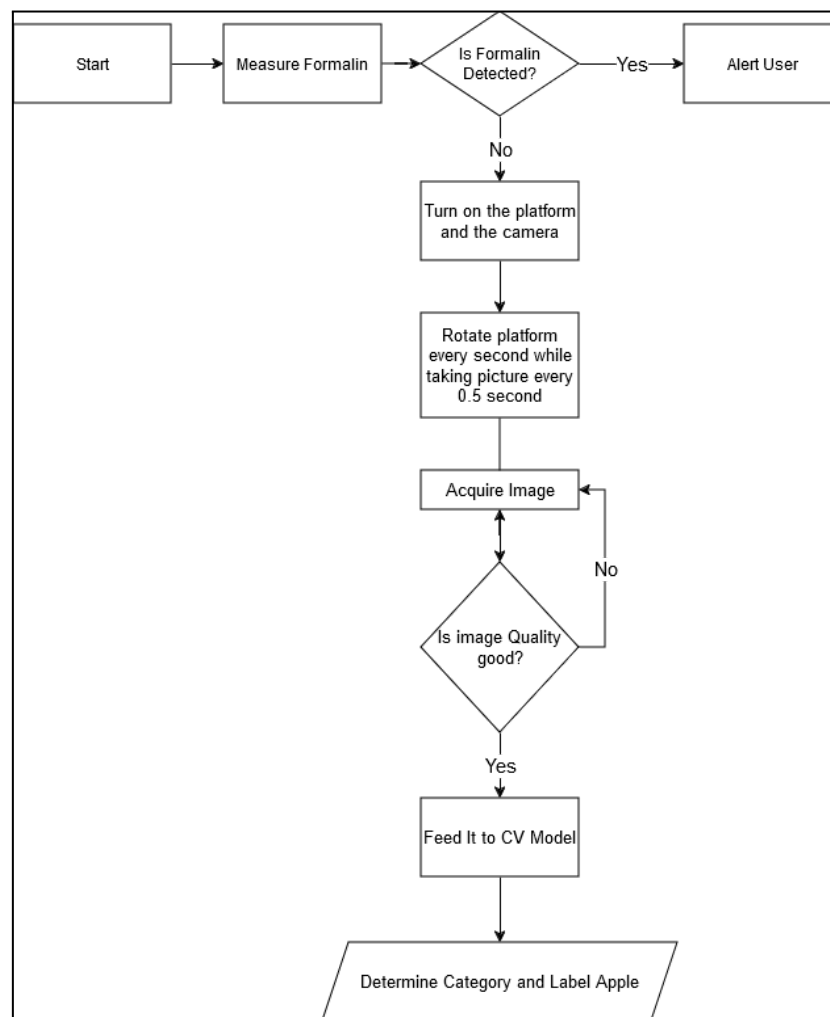 Start
Measure Formalin
Is Formalin
Detected?
Yes
Alert User
No
Turn on the platform
and the camera
Rotate platform
every second while
taking picture every
0.5 second
Acquire Image
No
Is image Quality
good?
Yes
Feed It to CV Model
Determine Category and Label Apple